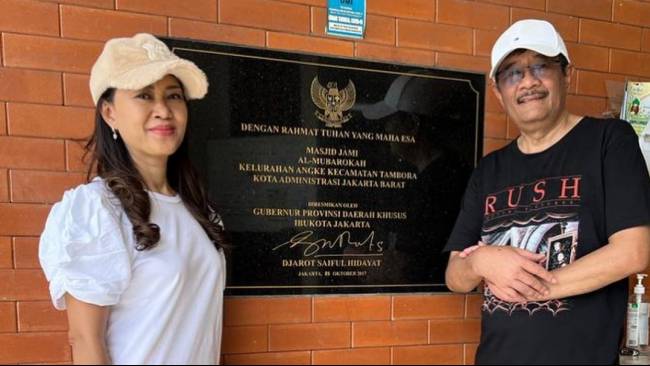 DENGAN RAHMAT TUHAN YANG MAHA ESA
MASJID JAMI
AL-MUBAROKAH
KELURAHAN ANGKE KECAMATAN TAMBORA
KOTA ADMINISTRASI JAKARTA BARAT
DIRESMIKAN OLEH
GUBERNUR PROVINSI DAERAH KHUSUS
IBUKOTA JAKARTA
DJAROT SAIFUL HIDAYAT
JAKARTA, OKTOBER 2017
RUSH